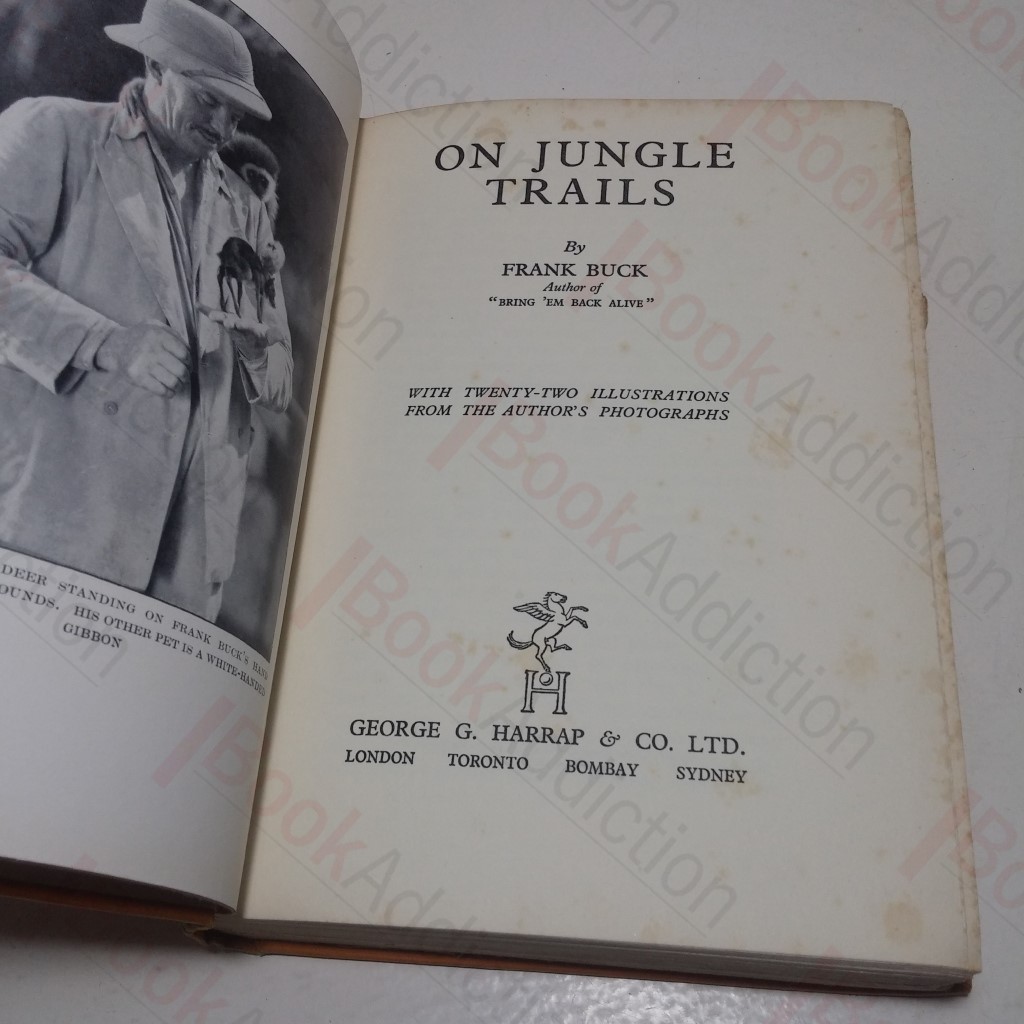 DEER STANDING ON FRANK BUCK'S HAND
OUNDS. HIS OTHER PET IS A WHITE-HANDED
GIBBON
ON JUNGLE
TRAILS
By
FRANK BUCK
Author of
"BRING 'EM BACK ALIVE"
WITH TWENTY-TWO ILLUSTRATIONS
FROM THE AUTHOR'S PHOTOGRAPHS
H
GEORGE G. HARRAP & CO. LTD.
LONDON TORONTO BOMBAY SYDNEY
BookAddiction